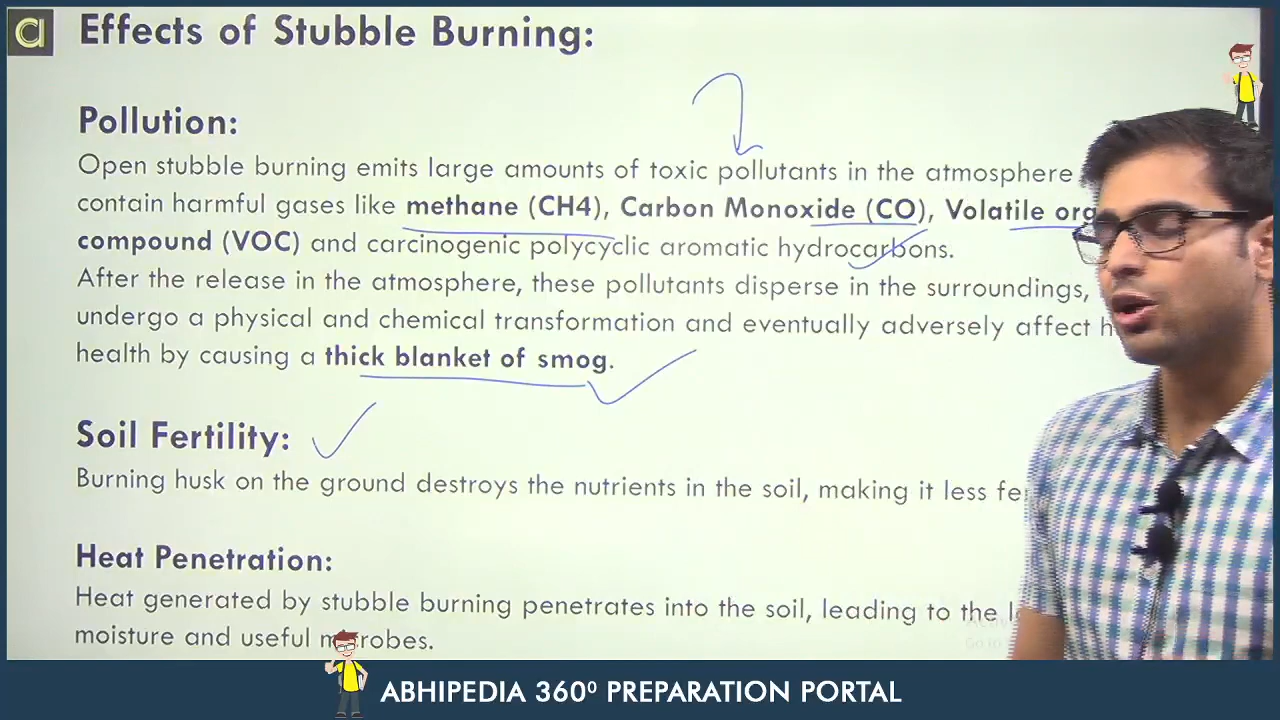 Effects of Stubble Burning:
Pollution:
Open stubble burning emits large amounts of toxic pollutants in the atmosphere
contain harmful gases like methane (CH4), Carbon Monoxide (CO), Volatile org
compound (VOC) and carcinogenic polycyclic aromatic hydrocarbons.
After the release in the atmosphere, these pollutants disperse in the surroundings,
undergo a physical and chemical transformation and eventually adversely affect h
health by causing a thick blanket of smog.
Soil Fertility:
Burning husk on the ground destroys the nutrients in the soil, making it less fe
Heat Penetration:
Heat generated by stubble burning penetrates into the soil, leading to the l
moisture and useful microbes.
ABHIPEDIA 360⁰ PREPARATION PORTAL